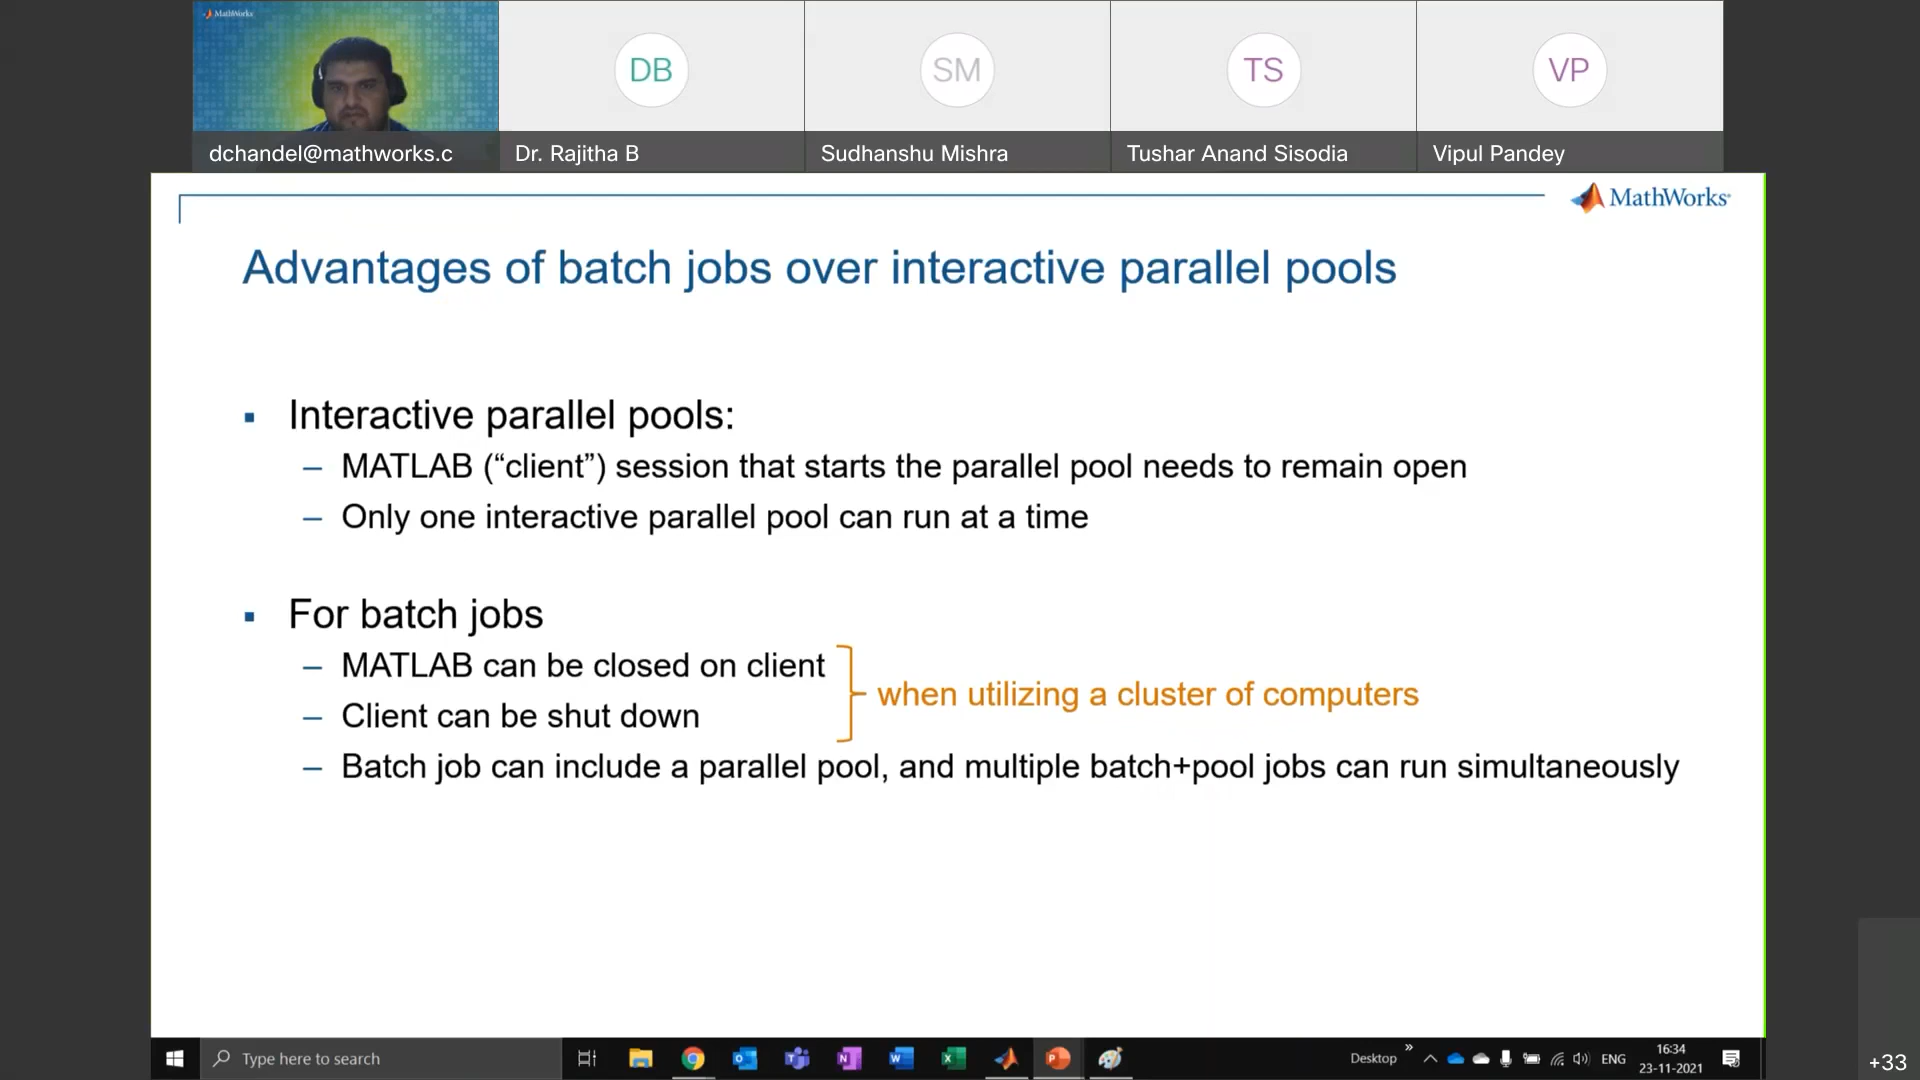 MathWorks
DB
SM
TS
VP
dchandel@mathworks.c
Dr. Rajitha B
Sudhanshu Mishra
Tushar Anand Sisodia
Vipul Pandey
MathWorks®
Advantages of batch jobs over interactive parallel pools
▪ Interactive parallel pools:
– MATLAB (“client”) session that starts the parallel pool needs to remain open
– Only one interactive parallel pool can run at a time
▪ For batch jobs
– MATLAB can be closed on client
– Client can be shut down
when utilizing a cluster of computers
– Batch job can include a parallel pool, and multiple batch+pool jobs can run simultaneously
Type here to search
Desktop
»
ENG
16:34
23-11-2021
+33